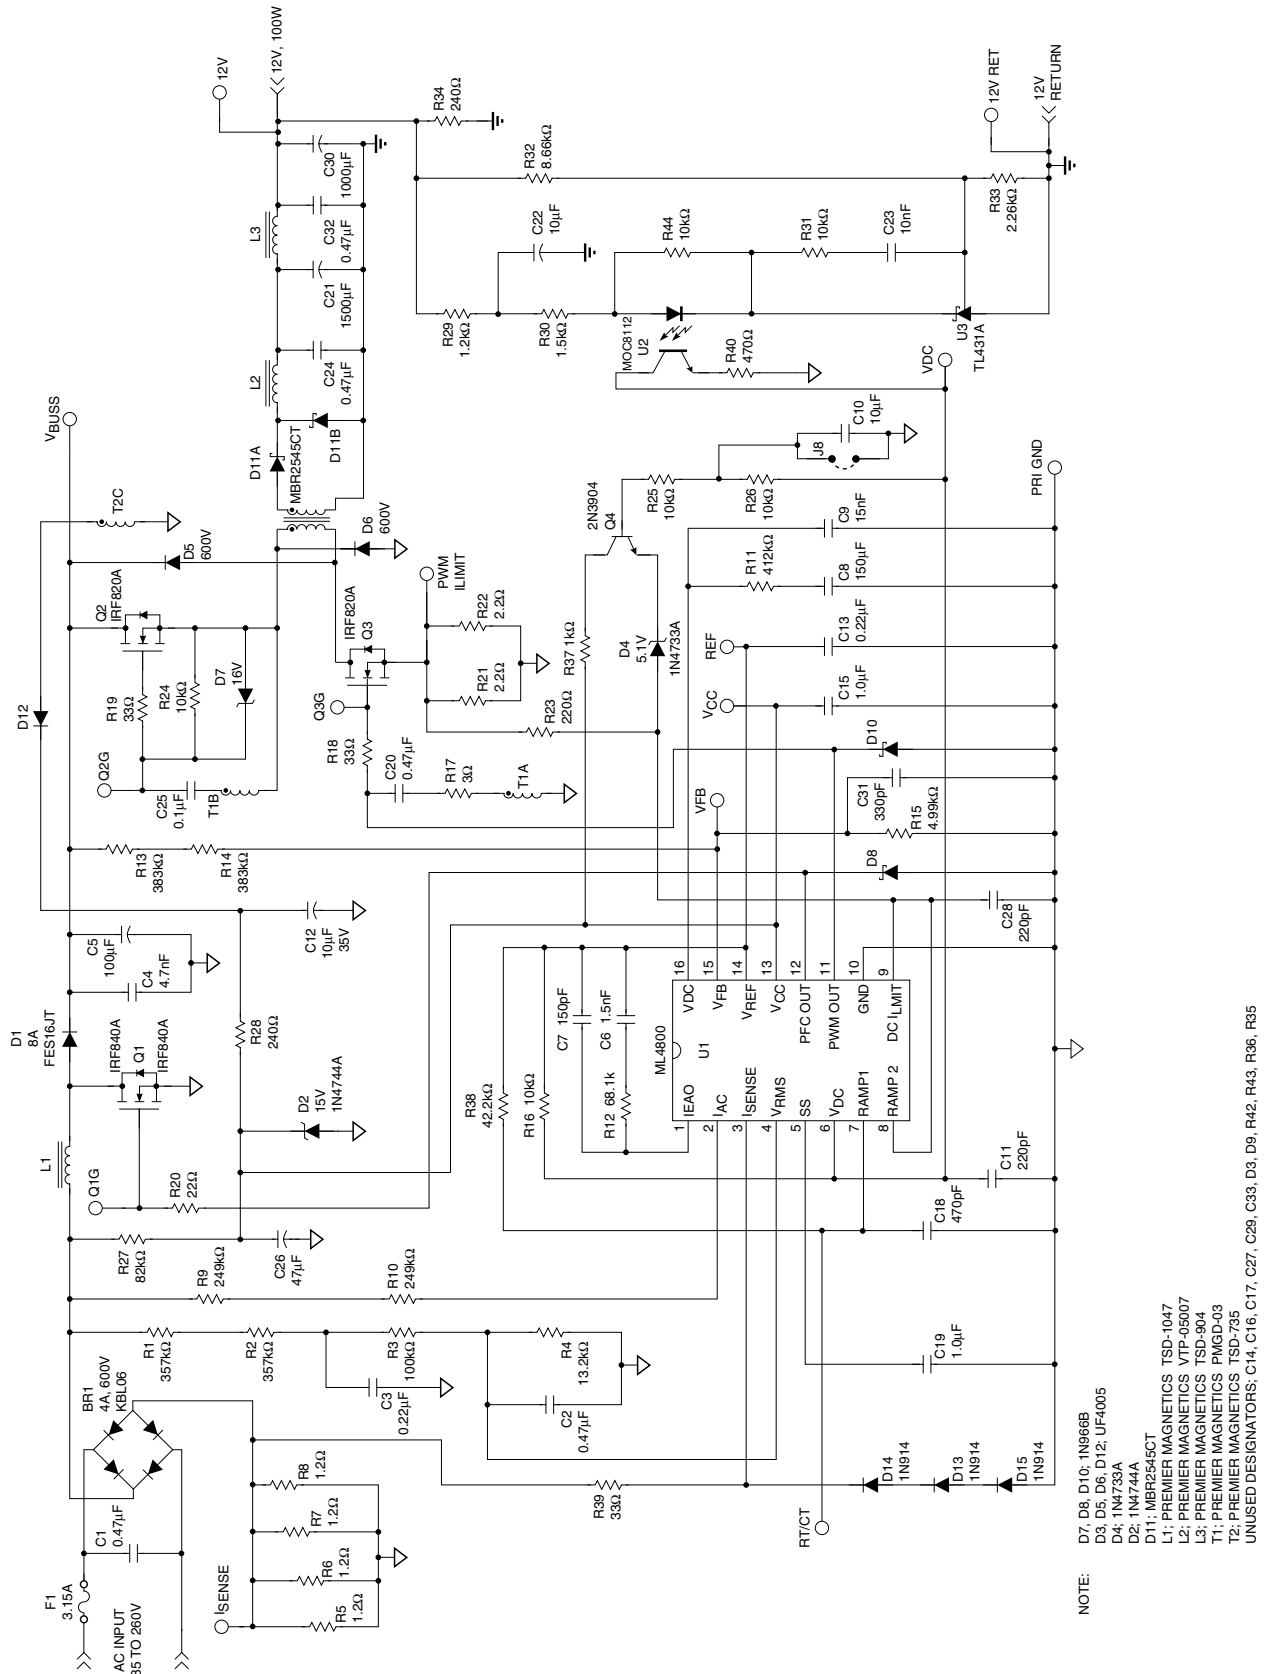 AC INPUT
85 TO 260V
F1
3.15A
C1
0.47µF
BR1
4A, 600V
KBL06
ISENSE
R5
1.2Ω
R6
1.2Ω
R7
1.2Ω
R8
1.2Ω
R1
357kΩ
R2
357kΩ
C3
0.22µF
R3
100kΩ
C2
0.47µF
R4
13.2kΩ
R9
249kΩ
R10
249kΩ
R27
82kΩ
C26
47µF
Q1G
R20
22Ω
L1
D2
15V
1N4744A
R28
240Ω
IRF840A
Q1
IRF840A
D1
8A
FES16JT
C4
4.7nF
C5
100µF
C12
10µF
35V
R13
383kΩ
R14
383kΩ
D12
Q2G
C25
0.1µF
T1B
R19
33Ω
R24
10kΩ
D7
16V
Q2
IRF820A
D5
600V
T2C
VBUSS
D6
600V
D11A
MBR2545CT
D11B
L2
C24
0.47µF
C21
1500µF
L3
C32
0.47µF
C30
1000µF
12V
12V, 100W
R34
240Ω
R18
33Ω
Q3G
IRF820A
Q3
C20
0.47µF
R17
3Ω
T1A
R21
2.2Ω
R22
2.2Ω
PWM
ILIMIT
R23
220Ω
R29
1.2kΩ
C22
10µF
R30
1.5kΩ
R32
8.66kΩ
R44
10kΩ
MOC8112
U2
R40
470Ω
R31
10kΩ
C23
10nF
U3
TL431A
R33
2.26kΩ
12V RET
12V
RETURN
R37 1kΩ
2N3904
Q4
D4
5.1V
1N4733A
R25
10kΩ
R26
10kΩ
J8
C10
10µF
VDC
PRI GND
R11
412kΩ
C8
150µF
C9
15nF
REF
C13
0.22µF
VCC
C15
1.0µF
D10
C31
330pF
R15
4.99kΩ
VFB
D8
C28
220pF
R38
42.2kΩ
R16 10kΩ
C7 150pF
C6 1.5nF
R12 68.1k
ML4800
U1
1 IEAO
2 IAC
3 ISENSE
4 VRMS
5 SS
6 VDC
7 RAMP1
8 RAMP 2
VDC 16
VFB 15
VREF 14
VCC 13
PFC OUT 12
PWM OUT 11
GND 10
DC ILMIT 9
C11
220pF
C18
470pF
C19
1.0µF
R39
33Ω
RT/CT
D14
1N914
D13
1N914
D15
1N914
NOTE: D7, D8, D10; 1N966B
D3, D5, D6, D12; UF4005
D4; 1N4733A
D2; 1N4744A
D11; MBR2545CT
L1; PREMIER MAGNETICS TSD-1047
L2; PREMIER MAGNETICS VTP-05007
L3; PREMIER MAGNETICS TSD-904
T1; PREMIER MAGNETICS PMGD-03
T2; PREMIER MAGNETICS TSD-735
UNUSED DESIGNATORS; C14, C16, C17, C27, C29, C33, D3, D9, R42, R43, R36, R35